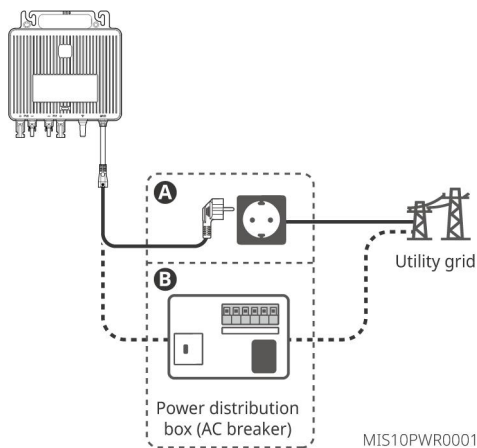 A
Utility grid
B
Power distribution
box (AC breaker)
MIS10PWR0001